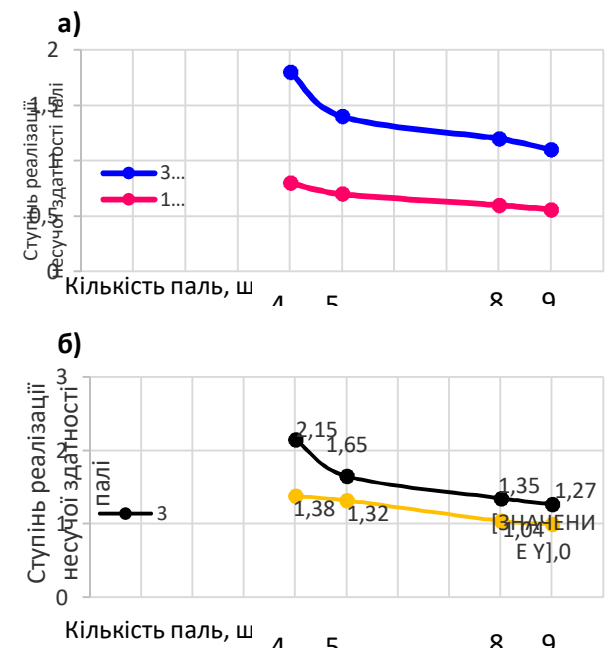 а)
2
1,5
1
0,5
0
Ступінь реалізації
несучої здатності палі
3...
1...
Кількість паль, ш
4 5 8 9
б)
3
2
1
0
Ступінь реалізації
несучої здатності
палі
3
2,15
1,65
1,35
1,27
1,38
1,32
1,04
[ЗНАЧЕНИ
Е Y],0
Кількість паль, ш
4 5 8 9